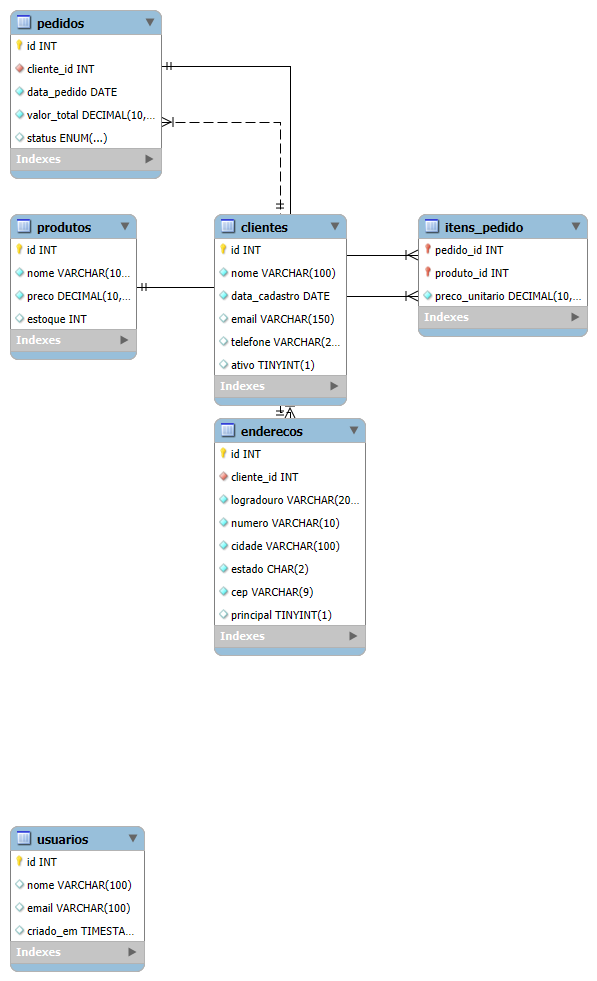 pedidos
id INT
cliente_id INT
data_pedido DATE
valor_total DECIMAL(10,...
status ENUM(...)
Indexes
produtos
id INT
nome VARCHAR(10...
preco DECIMAL(10,...
estoque INT
Indexes
clientes
id INT
nome VARCHAR(100)
data_cadastro DATE
email VARCHAR(150)
telefone VARCHAR(2...
ativo TINYINT(1)
Indexes
itens_pedido
pedido_id INT
produto_id INT
preco_unitario DECIMAL(10,...
Indexes
enderecos
id INT
cliente_id INT
logradouro VARCHAR(20...
numero VARCHAR(10)
cidade VARCHAR(100)
estado CHAR(2)
cep VARCHAR(9)
principal TINYINT(1)
Indexes
usuarios
id INT
nome VARCHAR(100)
email VARCHAR(100)
criado_em TIMESTA...
Indexes